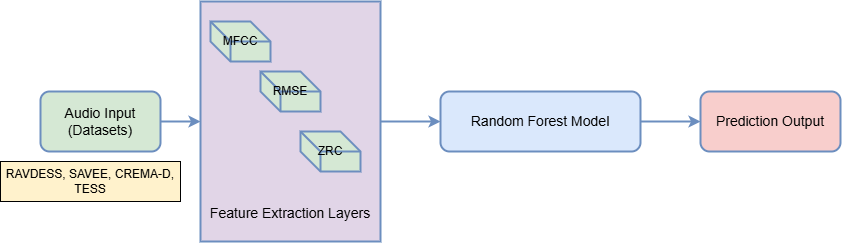 Audio Input
(Datasets)
RAVDESS, SAVEE, CREMA-D,
TESS
MFCC
RMSE
ZRC
Feature Extraction Layers
Random Forest Model
Prediction Output